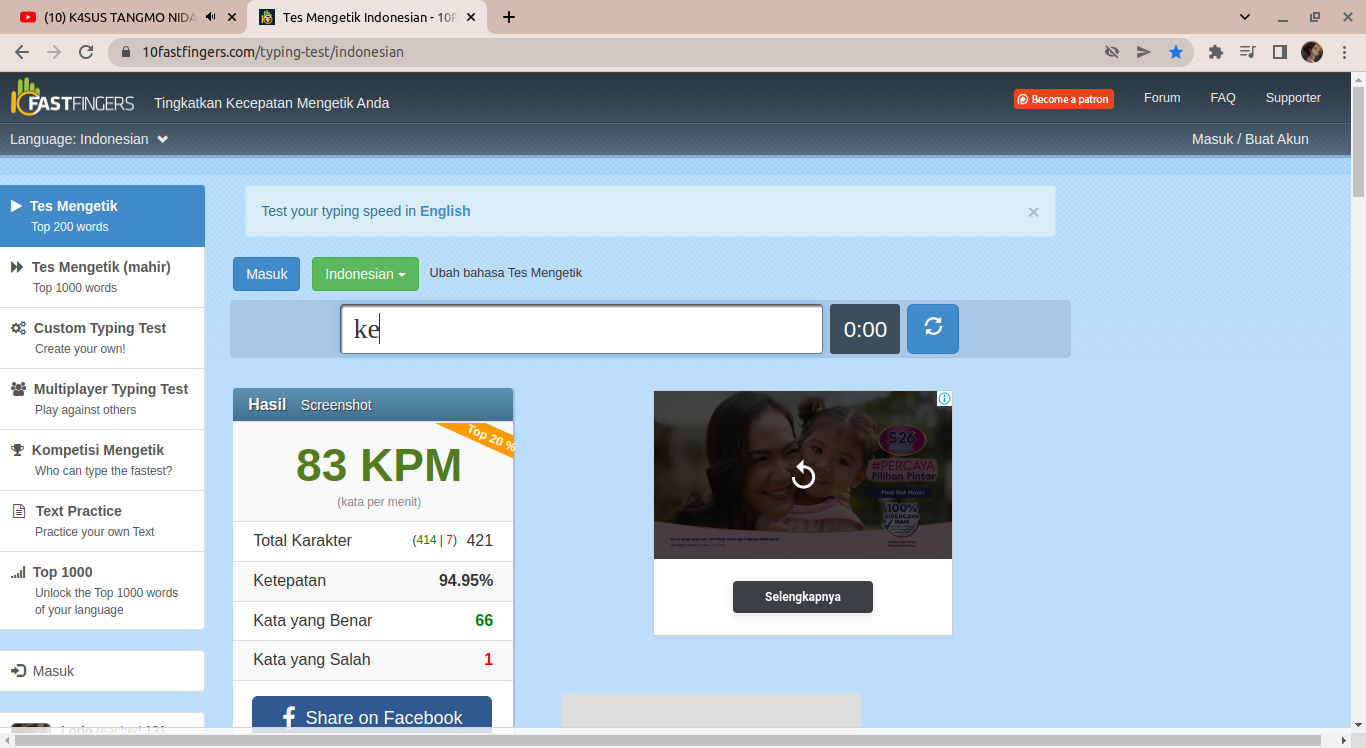 (10) K4SUS TANGMO NIDA
Tes Mengetik Indonesian - 10F
10fastfingers.com/typing-test/indonesian
FASTFINGERS
Tingkatkan Kecepatan Mengetik Anda
Become a patron
Forum
FAQ
Supporter
Language: Indonesian
Masuk / Buat Akun
Tes Mengetik
Top 200 words
Tes Mengetik (mahir)
Top 1000 words
Custom Typing Test
Create your own!
Multiplayer Typing Test
Play against others
Kompetisi Mengetik
Who can type the fastest?
Text Practice
Practice your own Text
Top 1000
Unlock the Top 1000 words
of your language
Masuk
Test your typing speed in English
×
Masuk
Indonesian
Ubah bahasa Tes Mengetik
ke
0:00
Hasil Screenshot
Top 20 %
83 KPM
(kata per menit)
Total Karakter (414 | 7) 421
Ketepatan 94.95%
Kata yang Benar 66
Kata yang Salah 1
Share on Facebook
S-26
#PERCAYA
Pilihan Pintar
Find Out More!
100%
DIPERCAYA
MAM
Selengkapnya